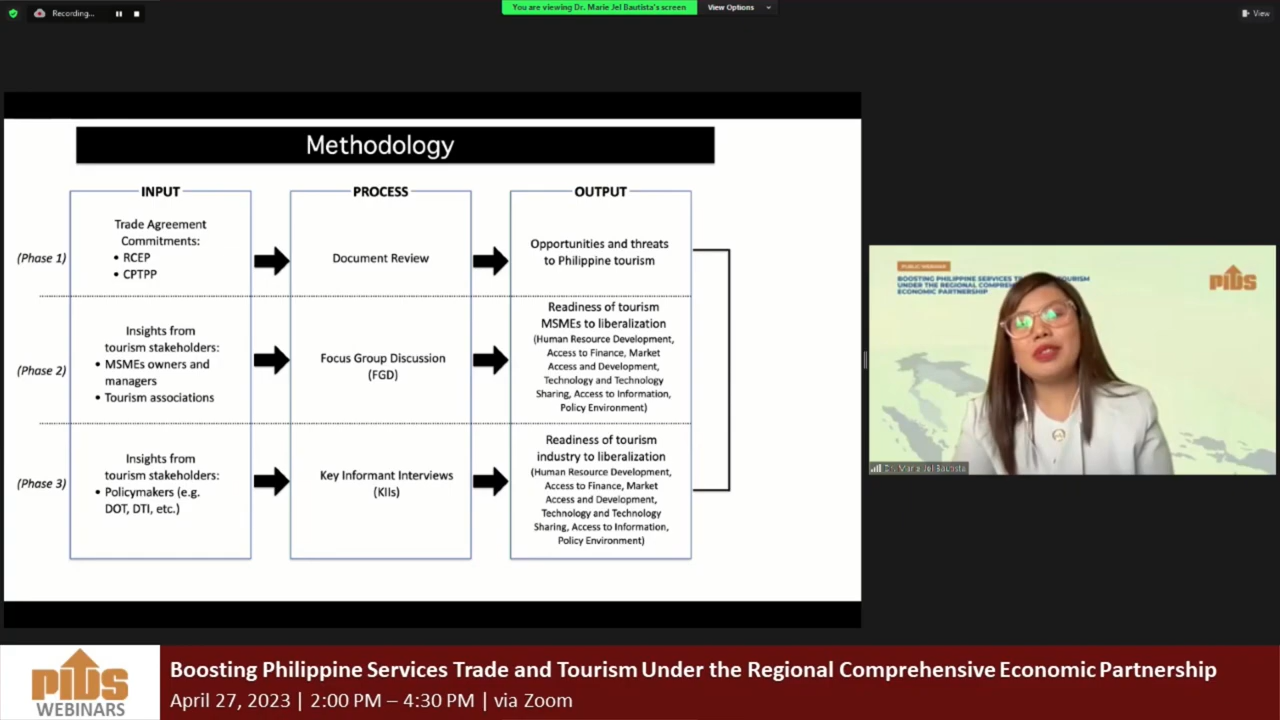 Recording...
You are viewing Dr. Marie Jel Bautista's screen
View Options
View
Methodology
INPUT
PROCESS
OUTPUT
(Phase 1)
Trade Agreement
Commitments:
• RCEP
• CPTPP
Document Review
Opportunities and threats
to Philippine tourism
(Phase 2)
Insights from
tourism stakeholders:
• MSMEs owners and
managers
• Tourism associations
Focus Group Discussion
(FGD)
Readiness of tourism
MSMEs to liberalization
(Human Resource Development,
Access to Finance, Market
Access and Development,
Technology and Technology
Sharing, Access to Information,
Policy Environment)
(Phase 3)
Insights from
tourism stakeholders:
• Policymakers (e.g.
DOT, DTI, etc.)
Key Informant Interviews
(KIIs)
Readiness of tourism
industry to liberalization
(Human Resource Development,
Access to Finance, Market
Access and Development,
Technology and Technology
Sharing, Access to Information,
Policy Environment)
PUBLIC WEBINAR
BOOSTING PHILIPPINE SERVICES TOURISM
UNDER THE REGIONAL
ECONOMIC PARTNERSHIP
pids
Dr. Marie Jel Bautista
pids
WEBINARS
Boosting Philippine Services Trade and Tourism Under the Regional Comprehensive Economic Partnership
April 27, 2023 | 2:00 PM – 4:30 PM | via Zoom